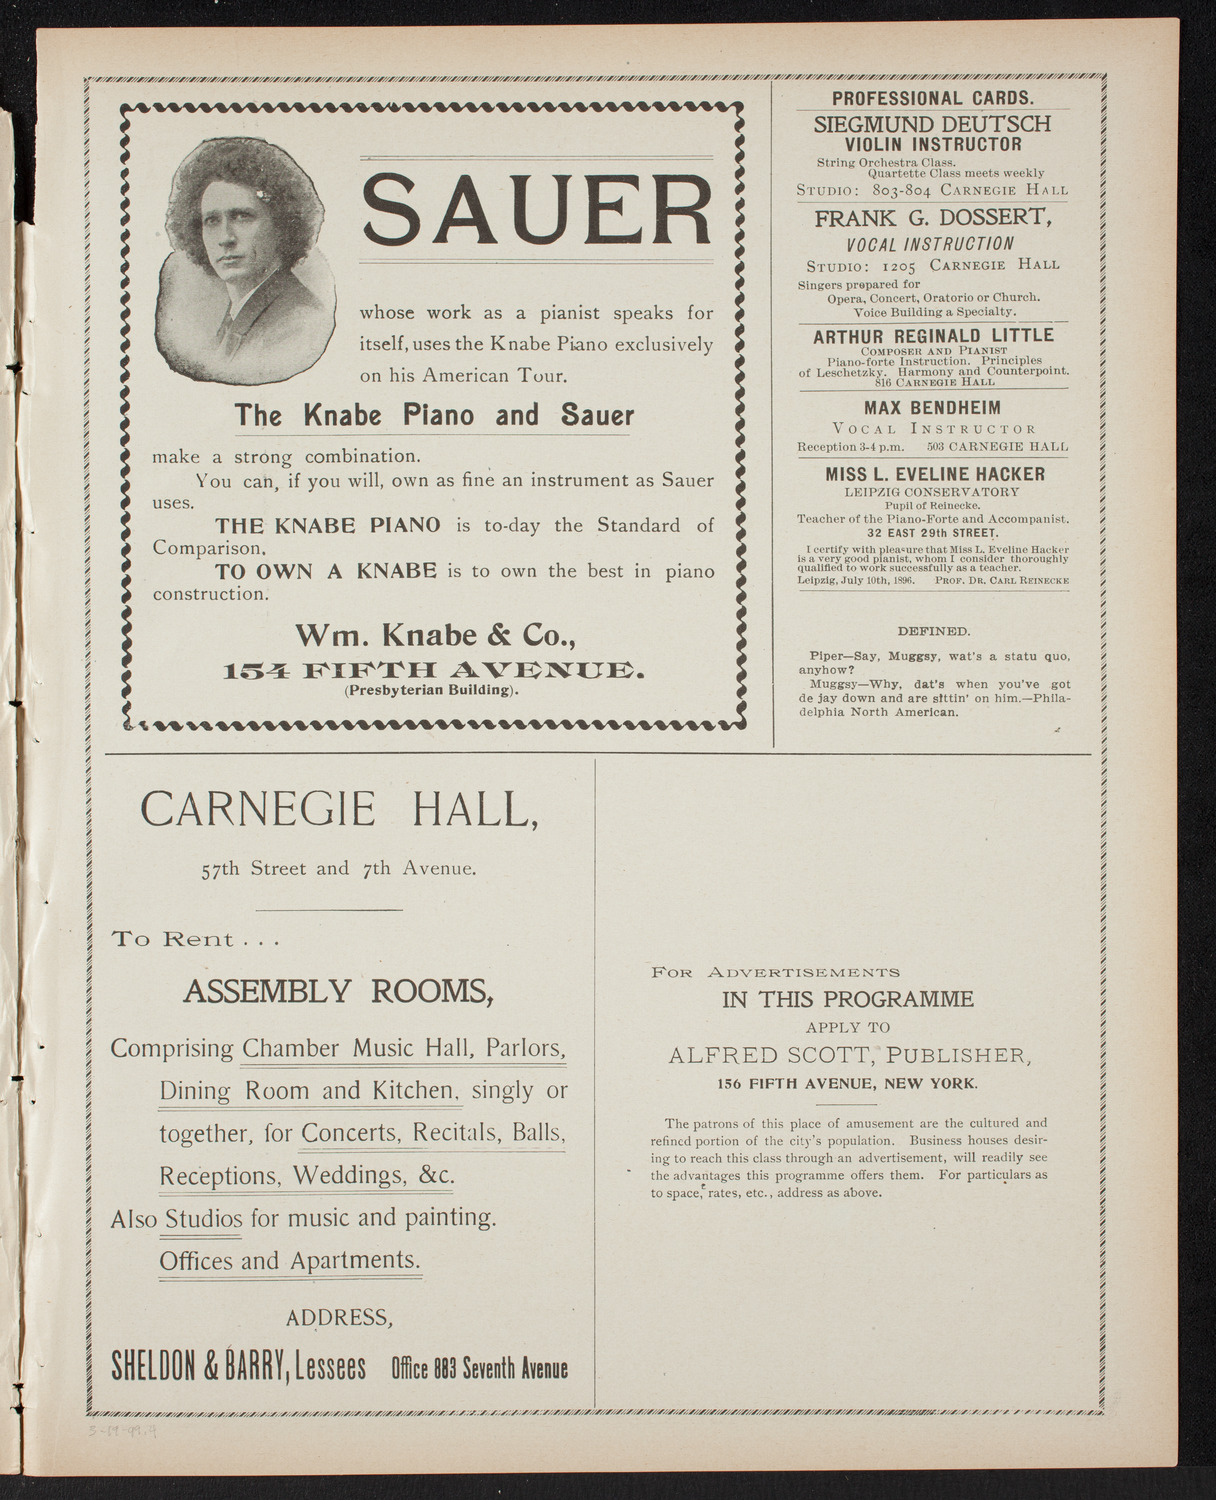 SAUER
whose work as a pianist speaks for
itself, uses the Knabe Piano exclusively
on his American Tour.
The Knabe Piano and Sauer
make a strong combination.
You can, if you will, own as fine an instrument as Sauer
uses.
THE KNABE PIANO is to-day the Standard of
Comparison.
TO OWN A KNABE is to own the best in piano
construction.
Wm. Knabe & Co.,
154 FIFTH AVENUE.
(Presbyterian Building).
PROFESSIONAL CARDS.
SIEGMUND DEUTSCH
VIOLIN INSTRUCTOR
String Orchestra Class.
Quartette Class meets weekly
STUDIO: 803-804 CARNEGIE HALL
FRANK G. DOSSERT,
VOCAL INSTRUCTION
STUDIO: 1205 CARNEGIE HALL
Singers prepared for
Opera, Concert, Oratorio or Church.
Voice Building a Specialty.
ARTHUR REGINALD LITTLE
COMPOSER AND PIANIST
Piano-forte Instruction. Principles
of Leschetzky. Harmony and Counterpoint.
816 CARNEGIE HALL
MAX BENDHEIM
VOCAL INSTRUCTOR
Reception 3-4 p.m. 503 CARNEGIE HALL
MISS L. EVELINE HACKER
LEIPZIG CONSERVATORY
Pupil of Reinecke.
Teacher of the Piano-Forte and Accompanist.
32 EAST 29th STREET.
I certify with pleasure that Miss L. Eveline Hacker
is a very good pianist, whom I consider thoroughly
qualified to work successfully as a teacher.
Leipzig, July 10th, 1896. PROF. DR. CARL REINECKE
DEFINED.
Piper—Say, Muggsy, wat's a statu quo,
anyhow?
Muggsy—Why, dat's when you've got
de jay down and are sittin' on him.—Phila-
delphia North American.
CARNEGIE HALL,
57th Street and 7th Avenue.
To Rent . . .
ASSEMBLY ROOMS,
Comprising Chamber Music Hall, Parlors,
Dining Room and Kitchen, singly or
together, for Concerts, Recitals, Balls,
Receptions, Weddings, &c.
Also Studios for music and painting.
Offices and Apartments.
ADDRESS,
SHELDON & BARRY, Lessees Office 883 Seventh Avenue
FOR ADVERTISEMENTS
IN THIS PROGRAMME
APPLY TO
ALFRED SCOTT, PUBLISHER,
156 FIFTH AVENUE, NEW YORK.
The patrons of this place of amusement are the cultured and
refined portion of the city's population. Business houses desir-
ing to reach this class through an advertisement, will readily see
the advantages this programme offers them. For particulars as
to space, rates, etc., address as above.